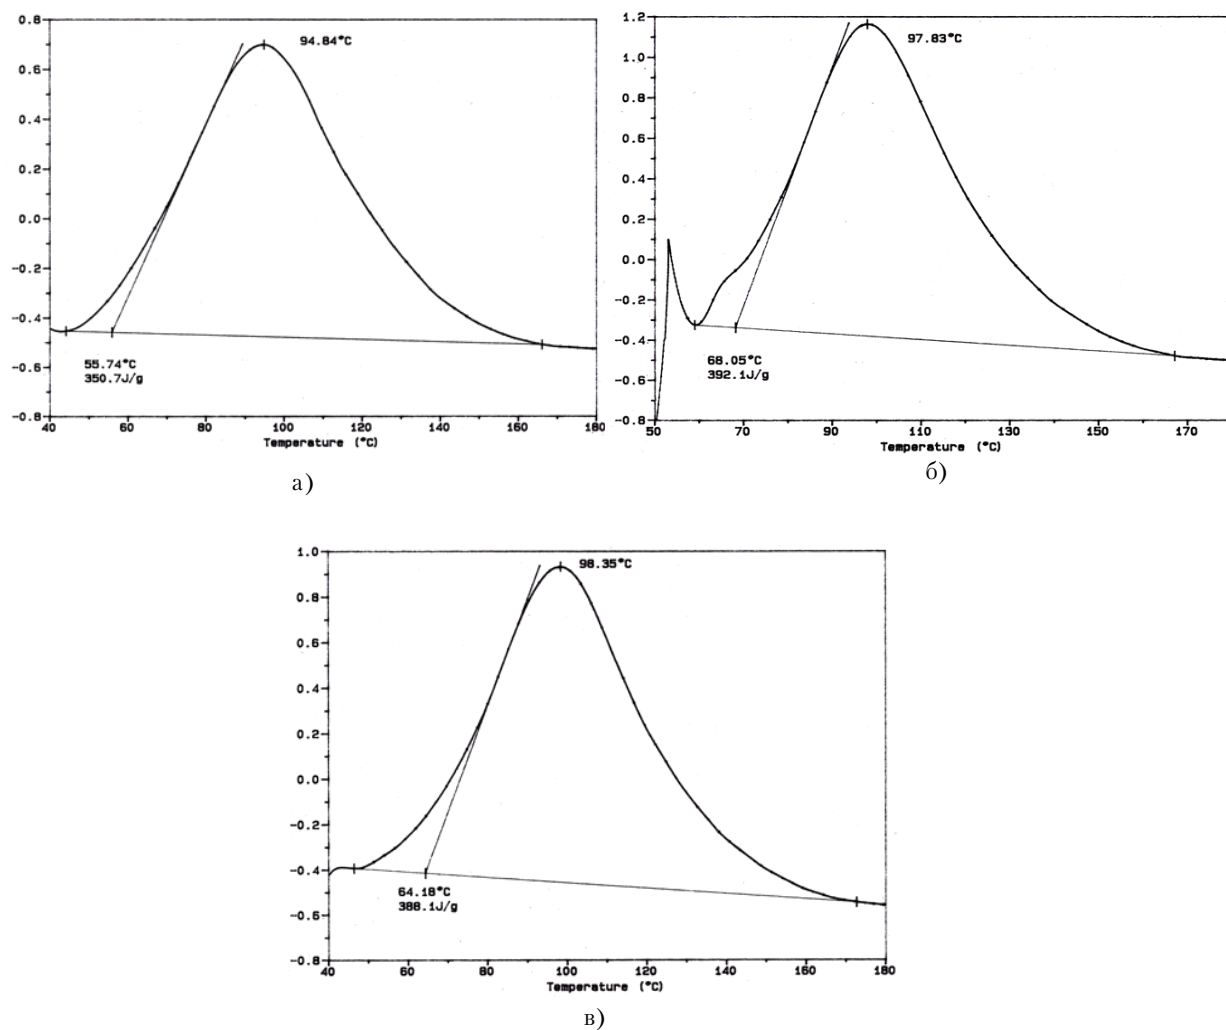 0.8
0.6
0.4
0.2
0.0
-0.2
-0.4
-0.6
-0.8
94.84°C
55.74°C
350.7J/g
40 60 80 100 120 140 160 180
Temperature (°C)
а)
1.2
1.0
0.8
0.6
0.4
0.2
0.0
-0.2
-0.4
-0.6
-0.8
97.83°C
68.05°C
392.1J/g
50 70 90 110 130 150 170
Temperature (°C)
б)
1.0
0.8
0.6
0.4
0.2
0.0
-0.2
-0.4
-0.6
-0.8
98.35°C
64.18°C
388.1J/g
40 60 80 100 120 140 160 180
Temperature (°C)
в)